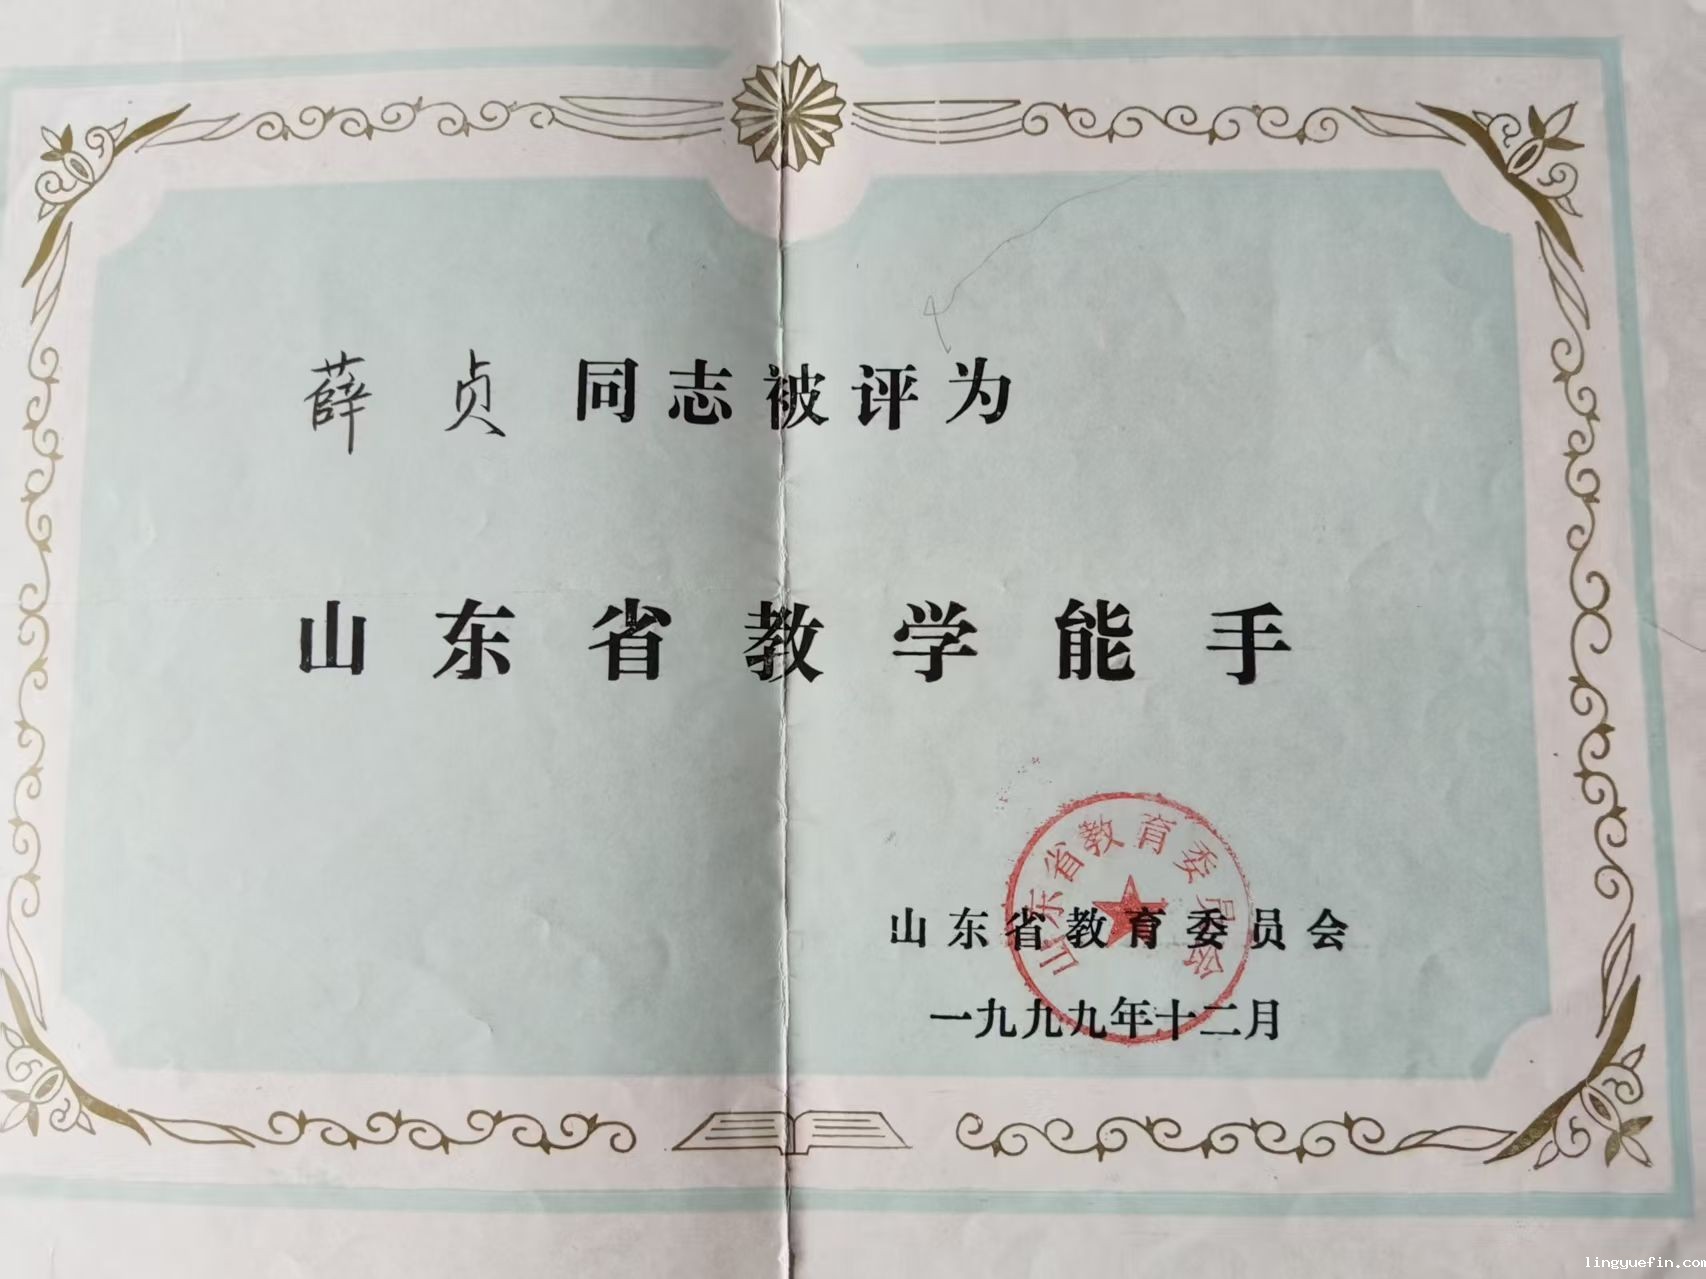 薛贞同志被评为
山东省教学能手
山东省教育委员会
山东省教育委员会
一九九九年十二月
lingyuefin.co